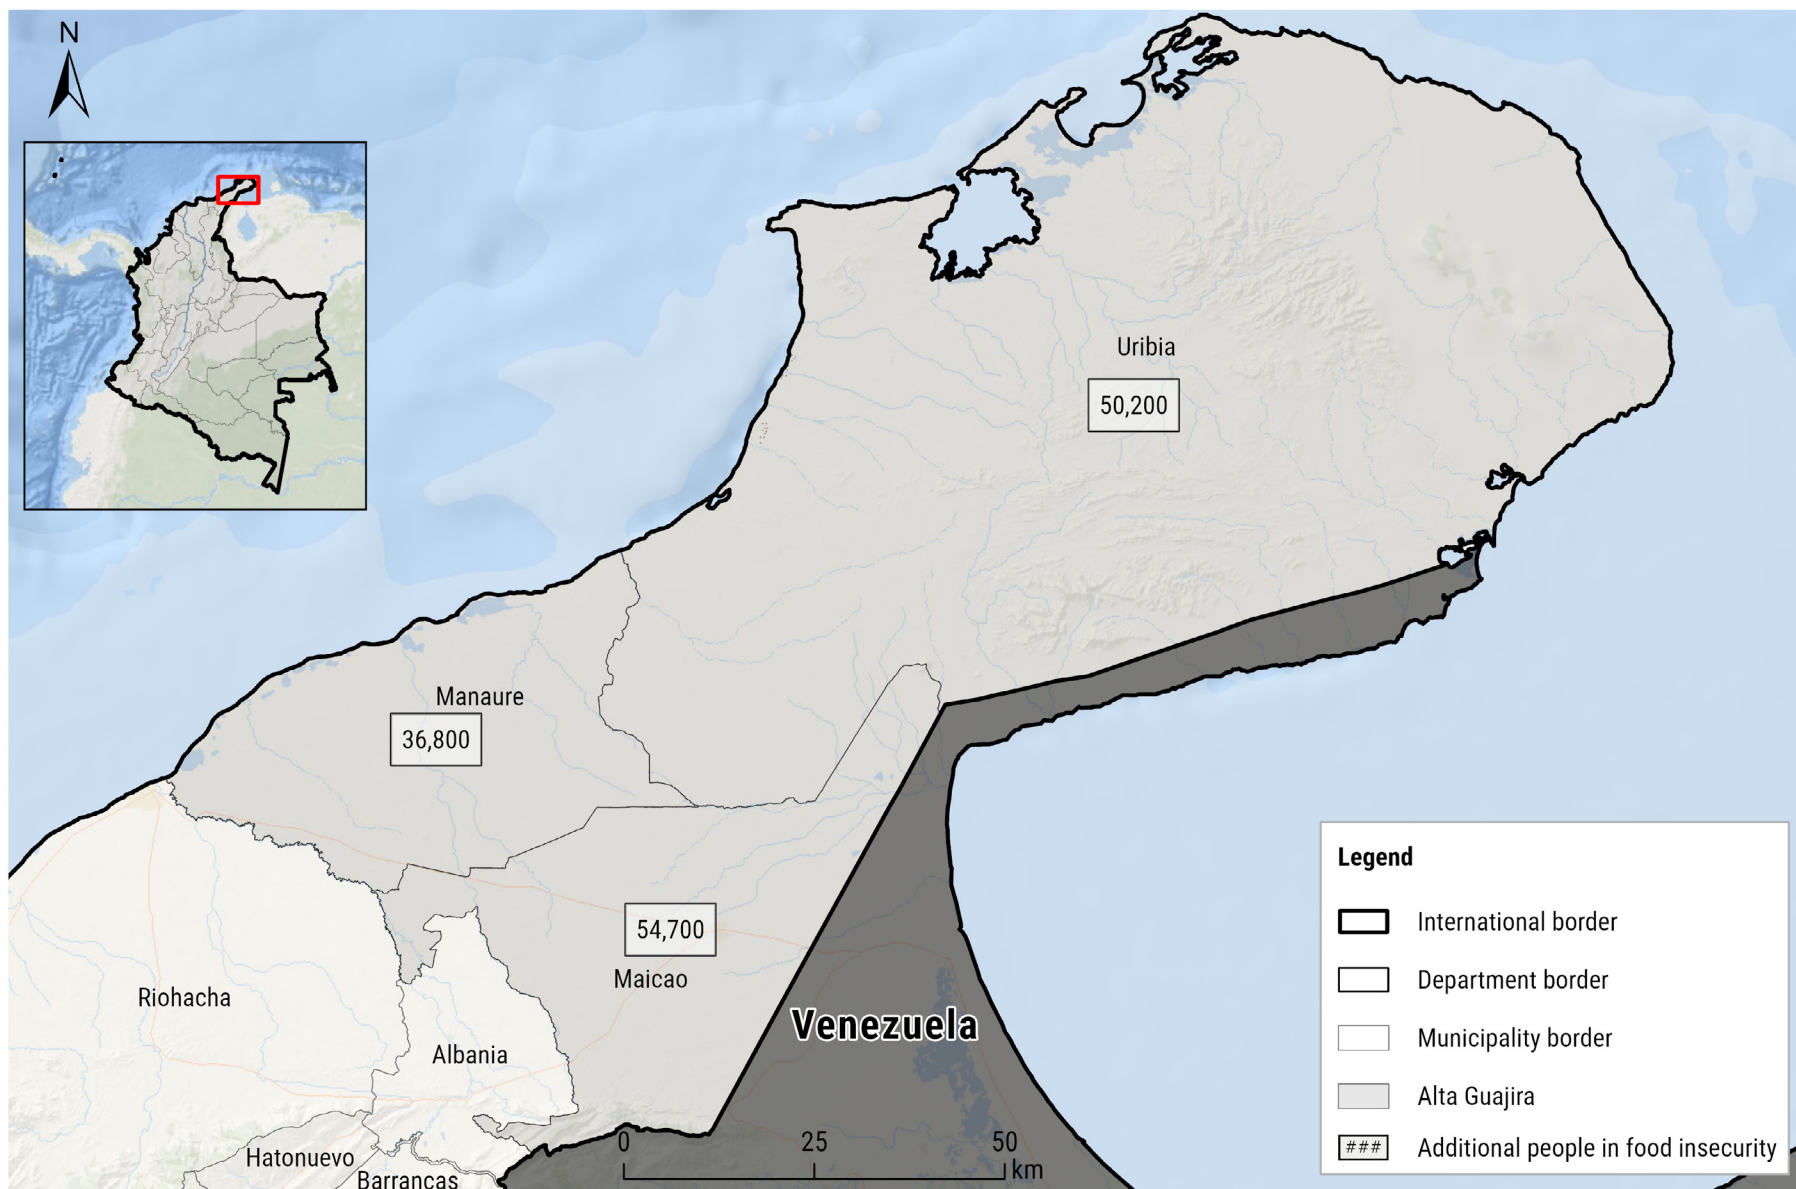 N
Uribia
50,200
Manaure
36,800
54,700
Maicao
Riohacha
Venezuela
Albania
Hatonuevo
Barrancas
0 25 50
km
Legend
International border
Department border
Municipality border
Alta Guajira
### Additional people in food insecurity